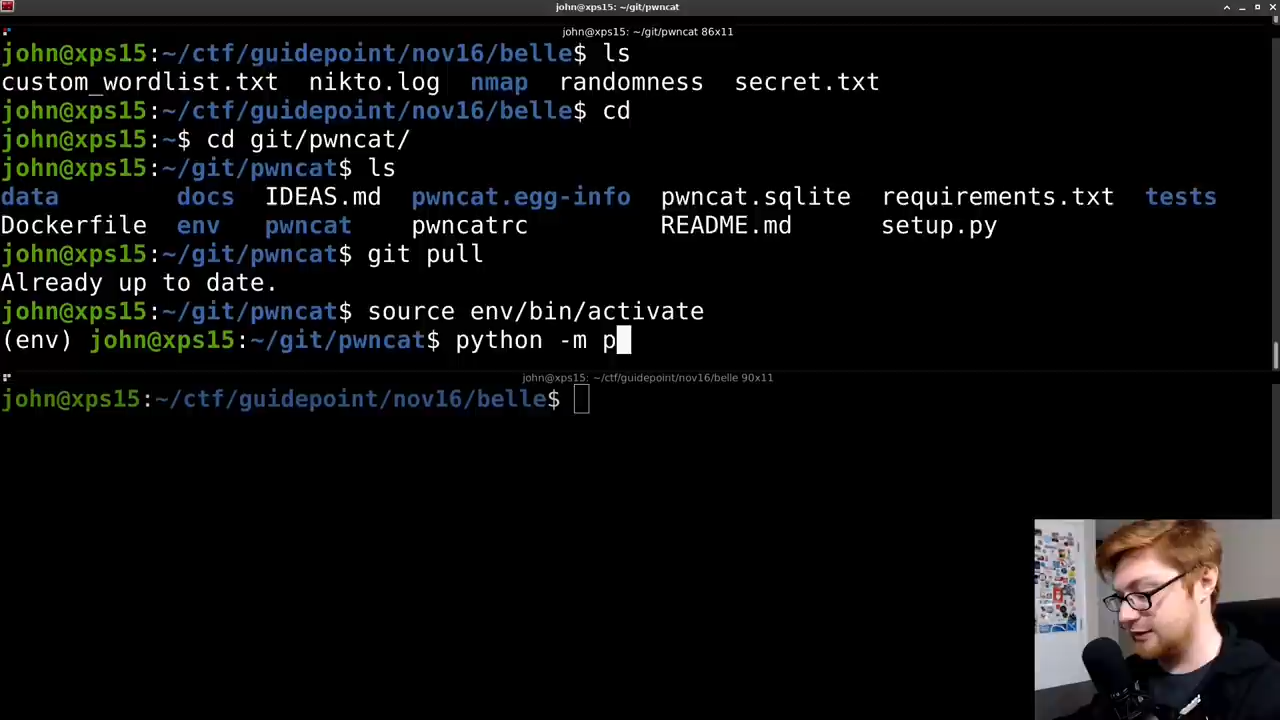 john@xps15: ~/git/pwncat
john@xps15: ~/git/pwncat 86x11
john@xps15:~/ctf/guidepoint/nov16/belle$ ls
custom_wordlist.txt nikto.log nmap randomness secret.txt
john@xps15:~/ctf/guidepoint/nov16/belle$ cd
john@xps15:~$ cd git/pwncat/
john@xps15:~/git/pwncat$ ls
data docs IDEAS.md pwncat.egg-info pwncat.sqlite requirements.txt tests
Dockerfile env pwncat pwncatrc README.md setup.py
john@xps15:~/git/pwncat$ git pull
Already up to date.
john@xps15:~/git/pwncat$ source env/bin/activate
(env) john@xps15:~/git/pwncat$ python -m p
john@xps15: ~/ctf/guidepoint/nov16/belle 90x11
john@xps15:~/ctf/guidepoint/nov16/belle$